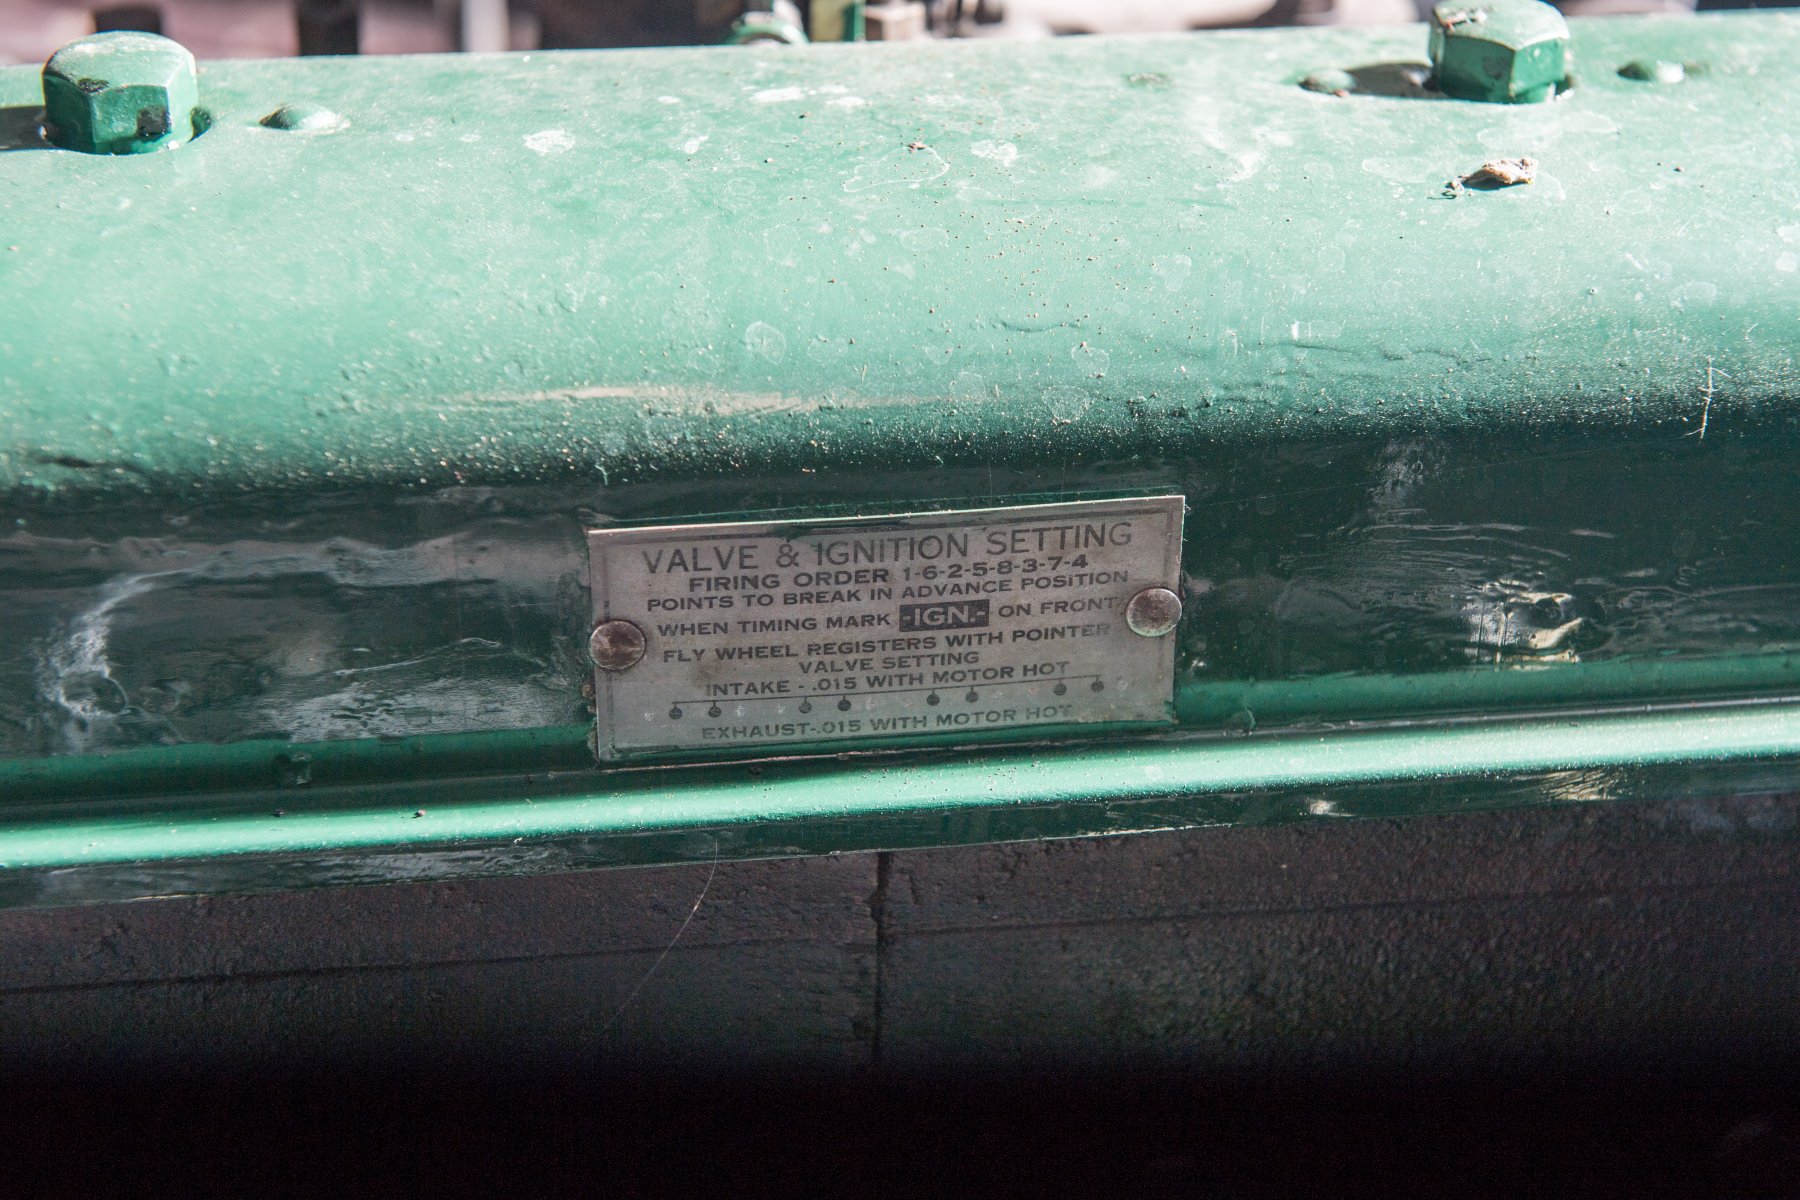 VALVE & IGNITION SETTING
FIRING ORDER 1-6-2-5-8-3-7-4
POINTS TO BREAK IN ADVANCE POSITION
WHEN TIMING MARK -IGN.- ON FRONT
FLY WHEEL REGISTERS WITH POINTER
VALVE SETTING
INTAKE - .015 WITH MOTOR HOT
EXHAUST-.015 WITH MOTOR HOT